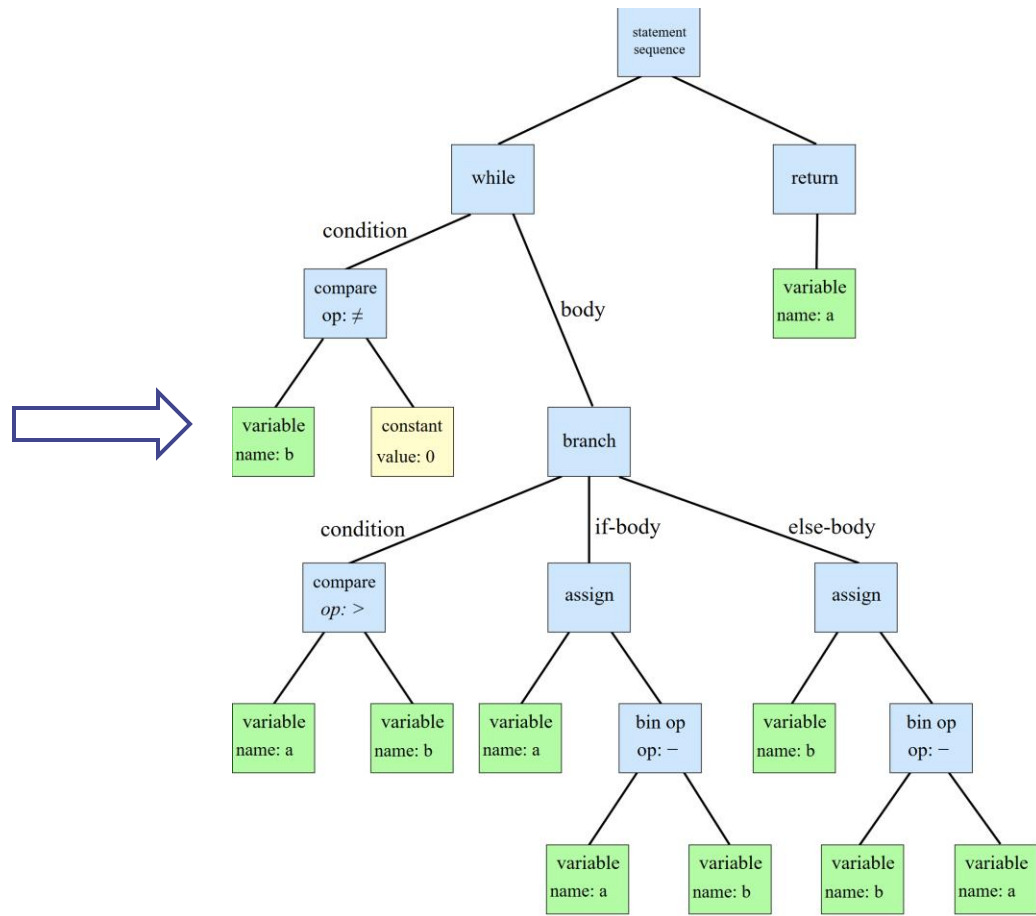 statement
sequence
while
return
condition
compare
op: ≠
body
variable
name: a
variable
name: b
constant
value: 0
branch
condition
if-body
else-body
compare
op: >
assign
assign
variable
name: a
variable
name: b
variable
name: a
bin op
op: −
variable
name: b
bin op
op: −
variable
name: a
variable
name: b
variable
name: b
variable
name: a